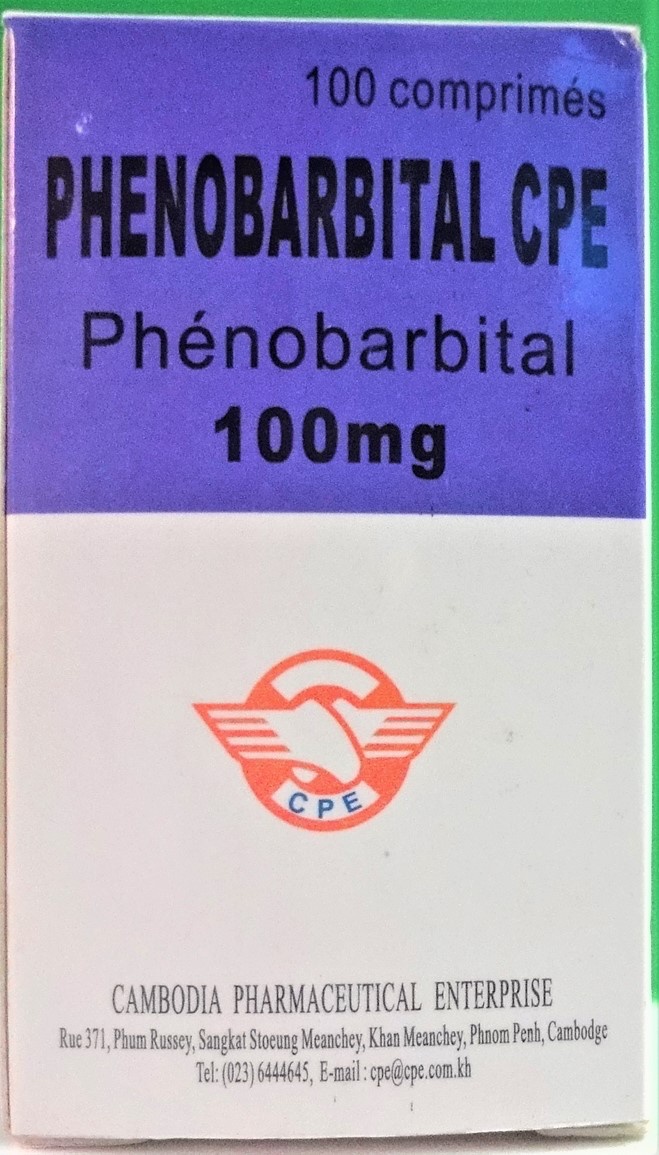 100 comprimés
PHENOBARBITAL CPE
Phénobarbital
100mg
CPE
CAMBODIA PHARMACEUTICAL ENTERPRISE
Rue 371, Phum Russey, Sangkat Stoeung Meanchey, Khan Meanchey, Phnom Penh, Cambodge
Tel: (023) 6444645, E-mail : cpe@cpe.com.kh